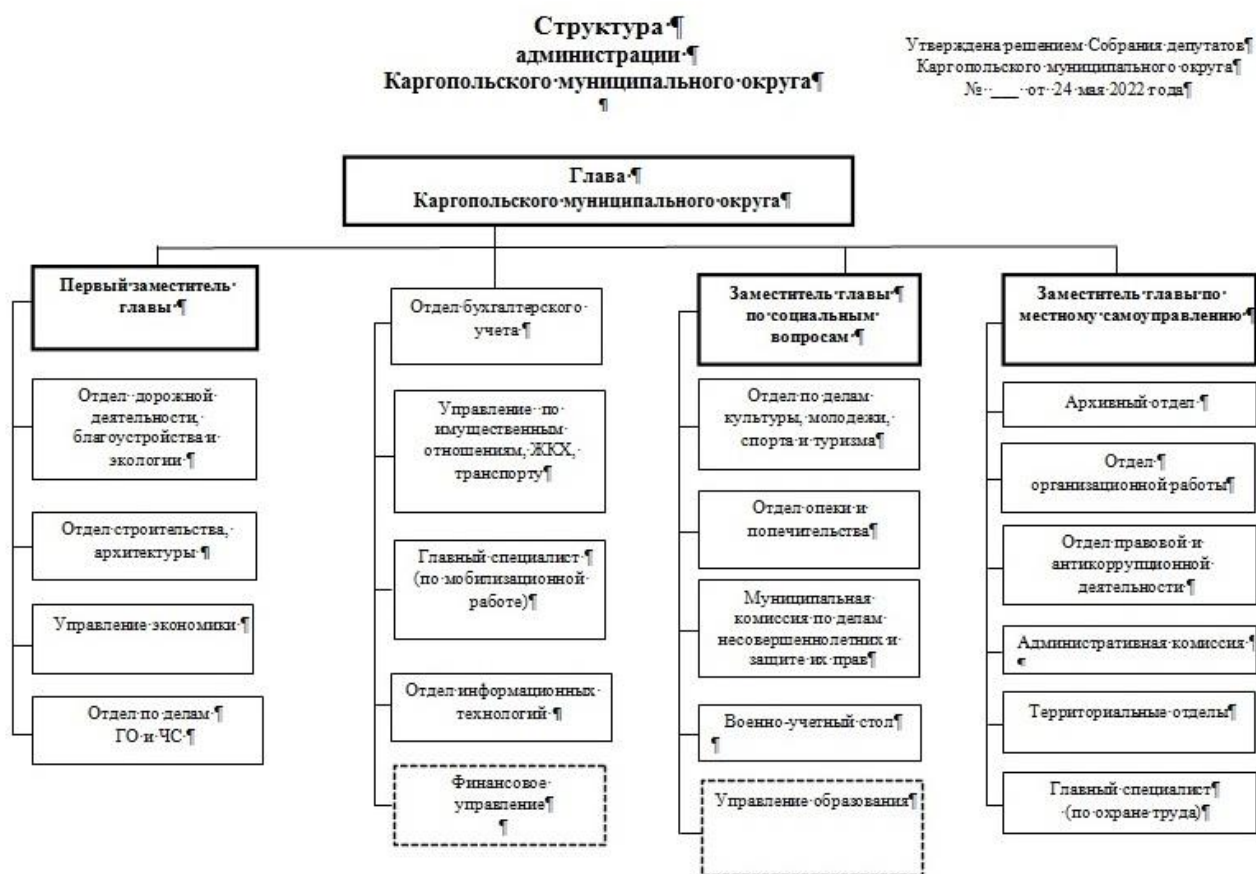 Структура
администрации
Каргопольского муниципального округа
Утверждена решением Собрания депутатов
Каргопольского муниципального округа
№ ___ от 24 мая 2022 года
Глава
Каргопольского муниципального округа
Первый заместитель
главы
Отдел дорожной
деятельности,
благоустройства и
экологии
Отдел строительства,
архитектуры
Управление экономики
Отдел по делам
ГО и ЧС
Отдел бухгалтерского
учета
Управление по
имущественным
отношениям, ЖКХ,
транспорту
Главный специалист
(по мобилизационной
работе)
Отдел информационных
технологий
Финансовое
управление
Заместитель главы
по социальным
вопросам
Отдел по делам
культуры, молодежи,
спорта и туризма
Отдел опеки и
попечительства
Муниципальная
комиссия по делам
несовершеннолетних и
защите их прав
Военно-учетный стол
Управление образования
Заместитель главы по
местному самоуправлению
Архивный отдел
Отдел
организационной работы
Отдел правовой и
антикоррупционной
деятельности
Административная комиссия
Территориальные отделы
Главный специалист
(по охране труда)